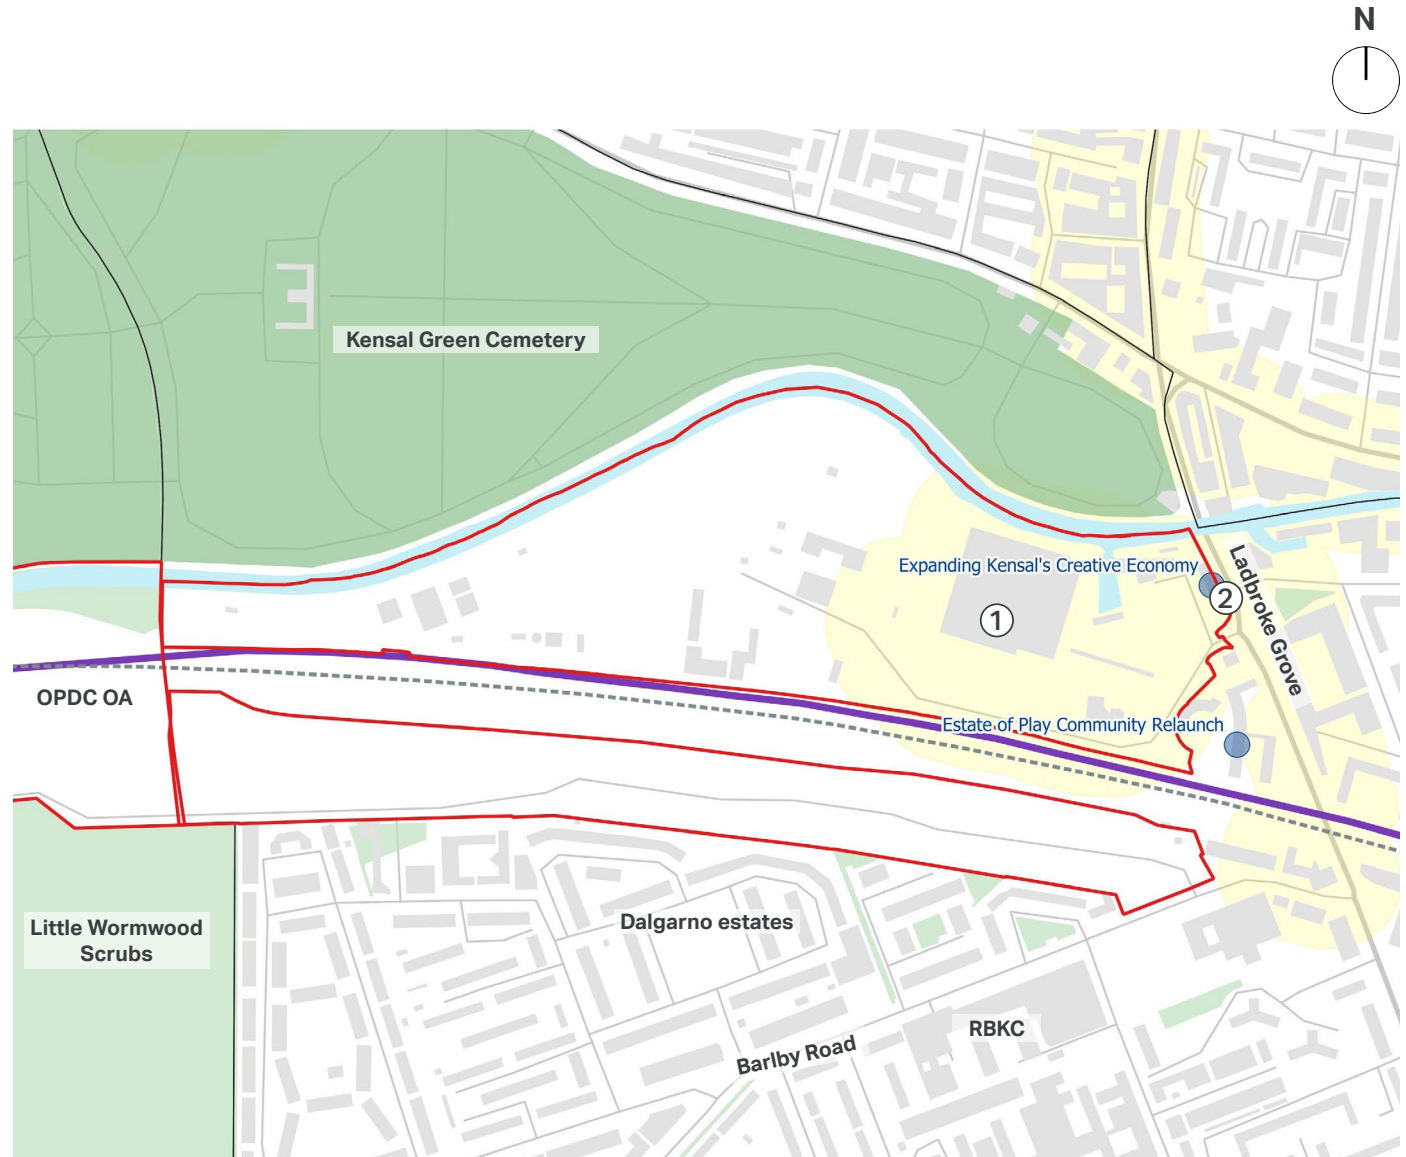 N
Kensal Green Cemetery
Expanding Kensal's Creative Economy
Ladbroke Grove
2
1
OPDC OA
Estate of Play Community Relaunch
Little Wormwood
Scrubs
Dalgarno estates
RBKC
Barlby Road